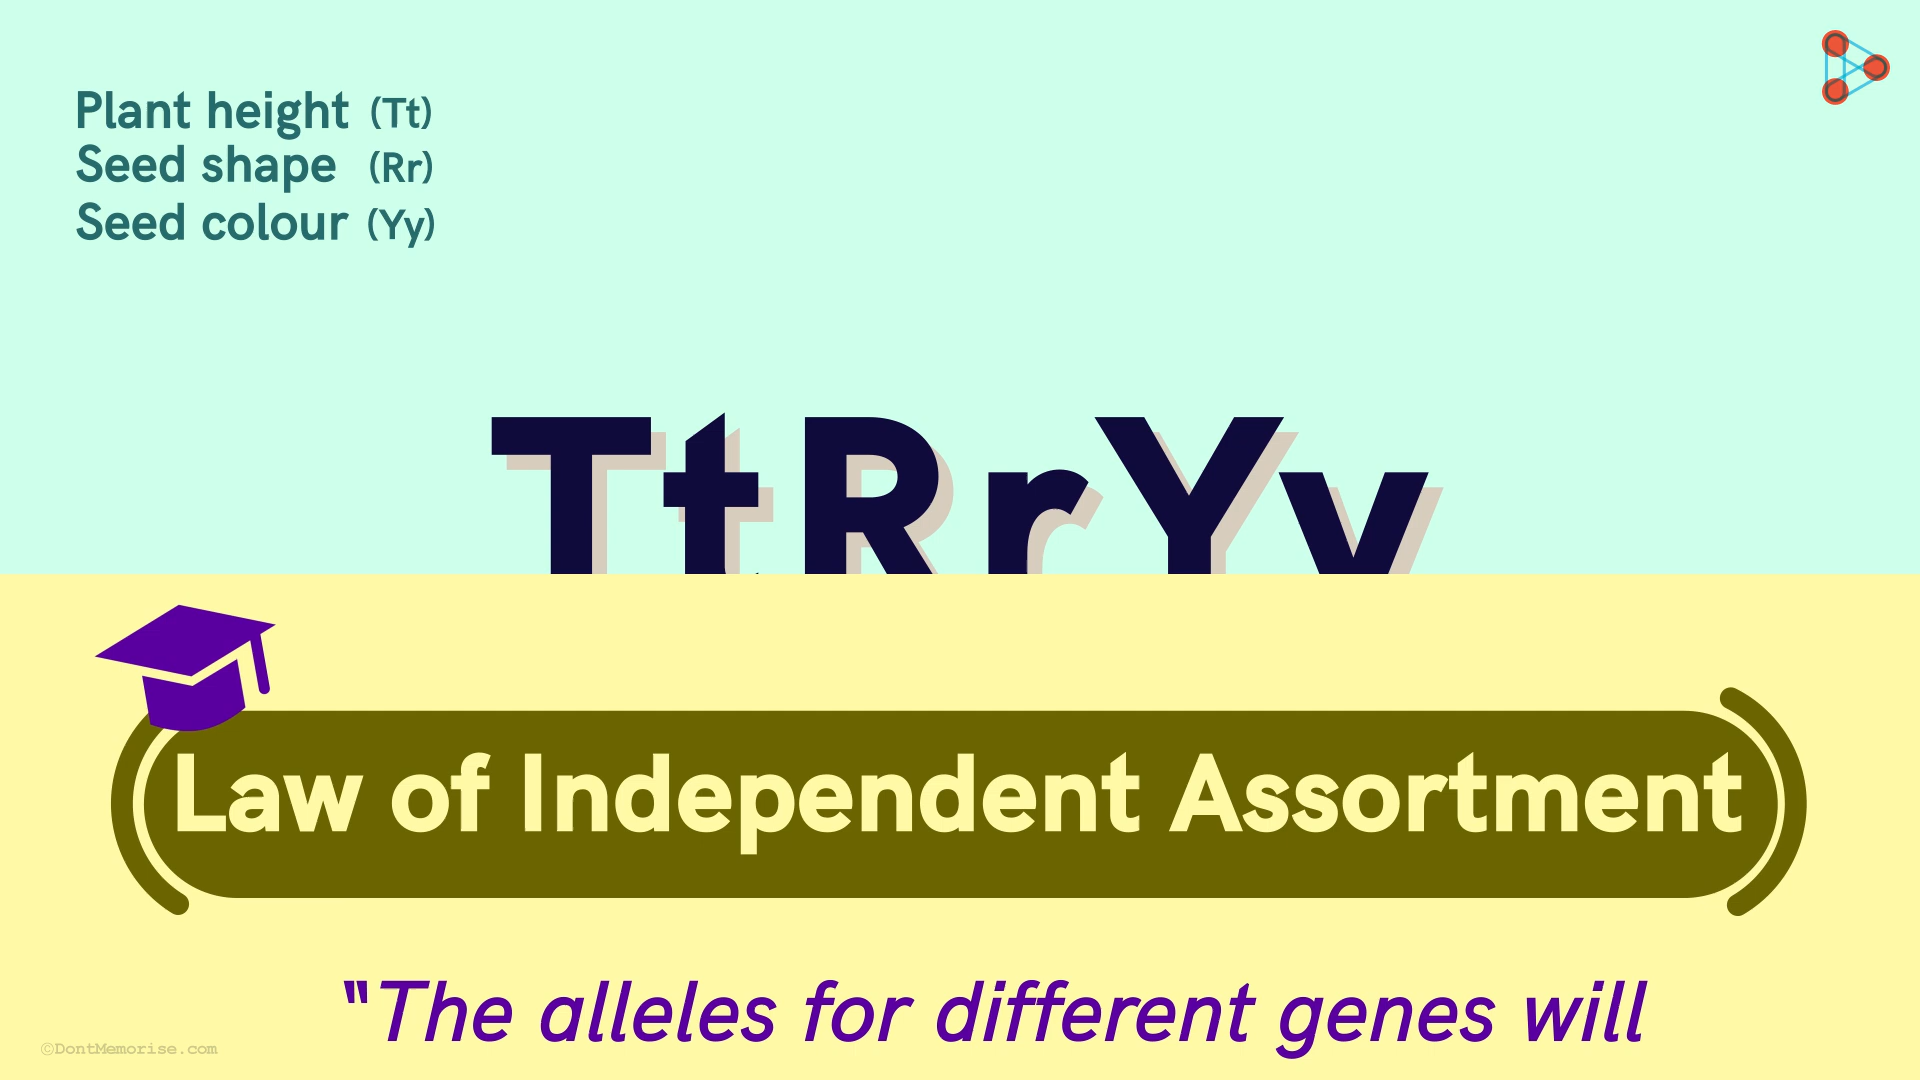 Plant height (Tt)
Seed shape (Rr)
Seed colour (Yy)
TtRrYy
Law of Independent Assortment
“The alleles for different genes will
©DontMemorise.com